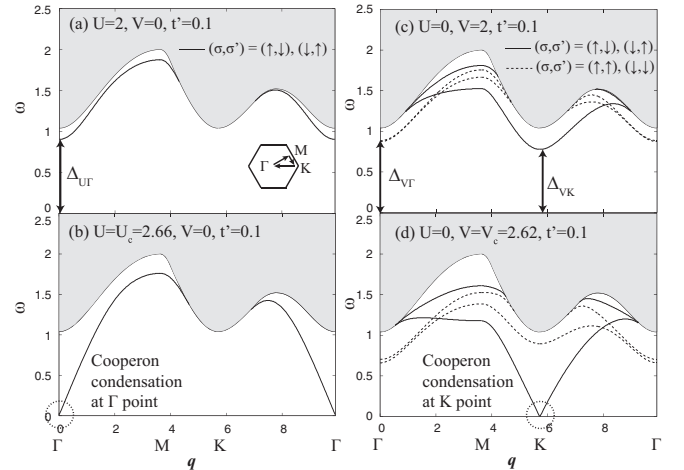 (a) U=2, V=0, t'=0.1
(σ,σ') = (↑,↓), (↓,↑)
ω
2.5
2
1.5
1
0.5
0
Δ_UΓ
Γ
M
K
(b) U=U_c=2.66, V=0, t'=0.1
ω
2.5
2
1.5
1
0.5
0
Cooperon
condensation
at Γ point
0 2 4 6 8
Γ M K Γ
q
(c) U=0, V=2, t'=0.1
(σ,σ') = (↑,↓), (↓,↑)
(σ,σ') = (↑,↑), (↓,↓)
ω
2.5
2
1.5
1
0.5
0
Δ_VΓ
Δ_VK
(d) U=0, V=V_c=2.62, t'=0.1
ω
2.5
2
1.5
1
0.5
0
Cooperon
condensation
at K point
0 2 4 6 8
Γ M K Γ
q